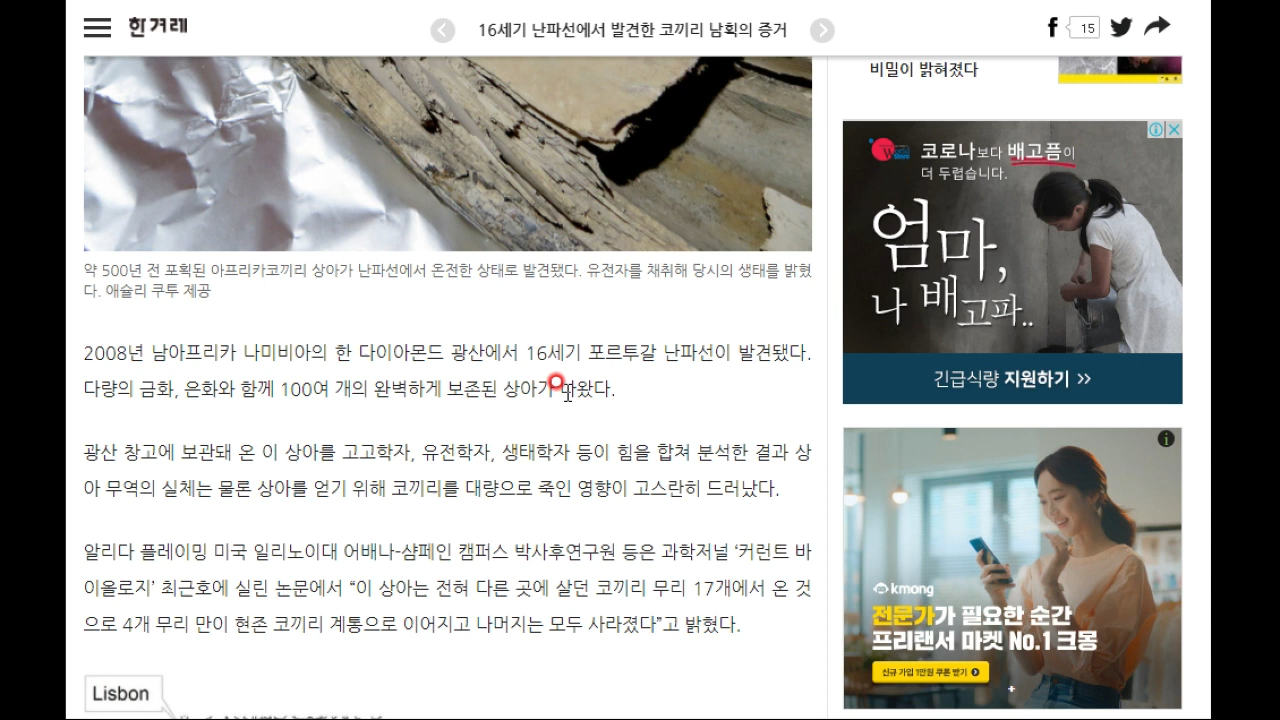 한겨레
16세기 난파선에서 발견한 코끼리 남획의 증거
15
비밀이 밝혀졌다
약 500년 전 포획된 아프리카코끼리 상아가 난파선에서 온전한 상태로 발견됐다. 유전자를 채취해 당시의 생태를 밝혔
다. 애슐리 쿠투 제공
2008년 남아프리카 나미비아의 한 다이아몬드 광산에서 16세기 포르투갈 난파선이 발견됐다.
다량의 금화, 은화와 함께 100여 개의 완벽하게 보존된 상아가 나왔다.
광산 창고에 보관돼 온 이 상아를 고고학자, 유전학자, 생태학자 등이 힘을 합쳐 분석한 결과 상
아 무역의 실체는 물론 상아를 얻기 위해 코끼리를 대량으로 죽인 영향이 고스란히 드러났다.
알리다 플레이밍 미국 일리노이대 어배나-샴페인 캠퍼스 박사후연구원 등은 과학저널 ‘커런트 바
이올로지’ 최근호에 실린 논문에서 “이 상아는 전혀 다른 곳에 살던 코끼리 무리 17개에서 온 것
으로 4개 무리 만이 현존 코끼리 계통으로 이어지고 나머지는 모두 사라졌다”고 밝혔다.
Lisbon
코로나보다 배고픔이
더 두렵습니다.
엄마,
나 배고파..
긴급식량 지원하기 >>
kmong
전문가가 필요한 순간
프리랜서 마켓 No.1 크몽
신규 가입 1만원 쿠폰 받기